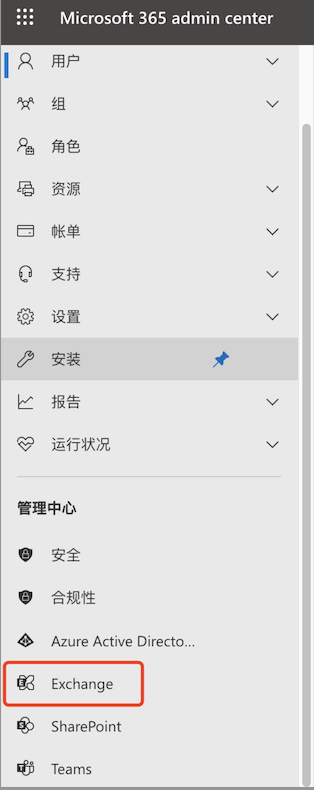 Microsoft 365 admin center
用户
组
角色
资源
帐单
支持
设置
安装
报告
运行状况
管理中心
安全
合规性
Azure Active Directo...
Exchange
SharePoint
Teams